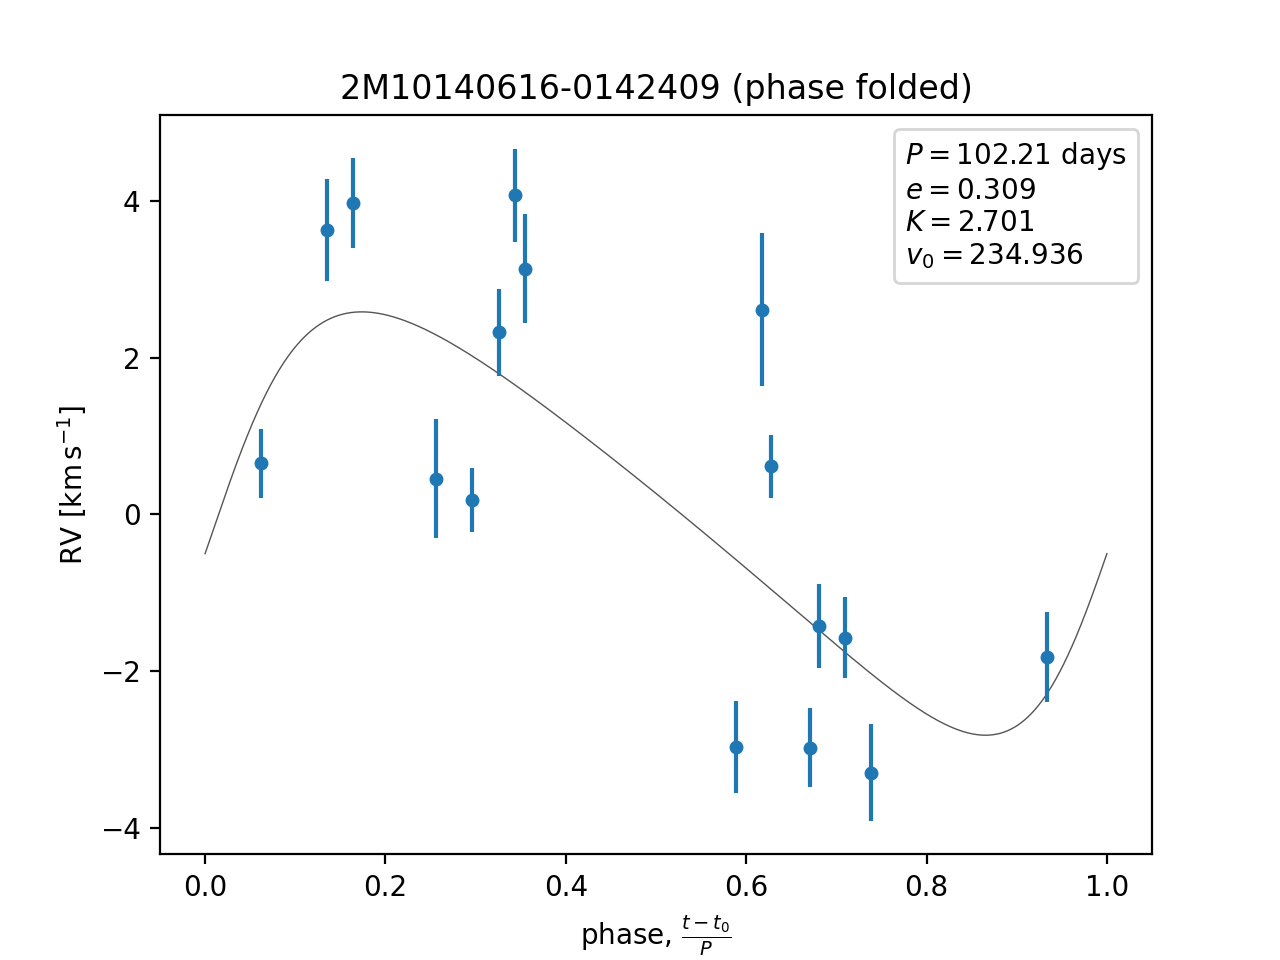 2M10140616-0142409 (phase folded)
P = 102.21 days
e = 0.309
K = 2.701
v₀ = 234.936
4
2
0
−2
−4
RV [km s⁻¹]
0.0 0.2 0.4 0.6 0.8 1.0
phase, (t − t₀)/P